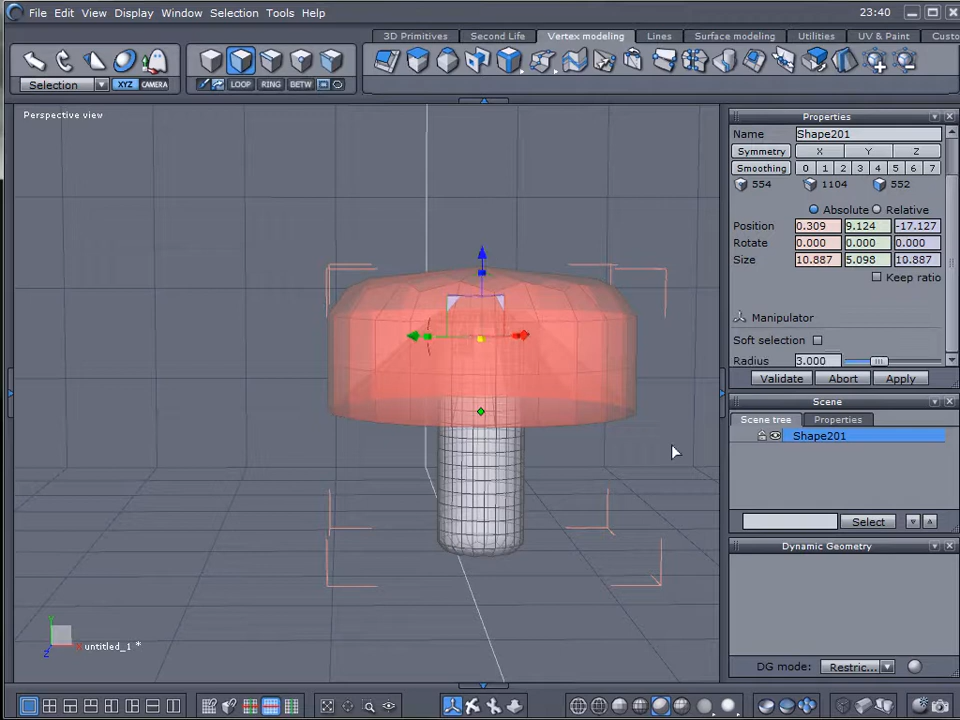 File Edit View Display Window Selection Tools Help 23:40
3D Primitives Second Life Vertex modeling Lines Surface modeling Utilities UV & Paint Custo
Selection XYZ CAMERA LOOP RING BETW
Perspective view
Properties
Name Shape201
Symmetry X Y Z
Smoothing 0 1 2 3 4 5 6 7
554 1104 552
Absolute Relative
Position 0.309 9.124 -17.127
Rotate 0.000 0.000 0.000
Size 10.887 5.098 10.887
Keep ratio
Manipulator
Soft selection
Radius 3.000
Validate Abort Apply
Scene
Scene tree Properties
Shape201
Select
Dynamic Geometry
Y
X
Z
untitled_1 *
DG mode: Restric...